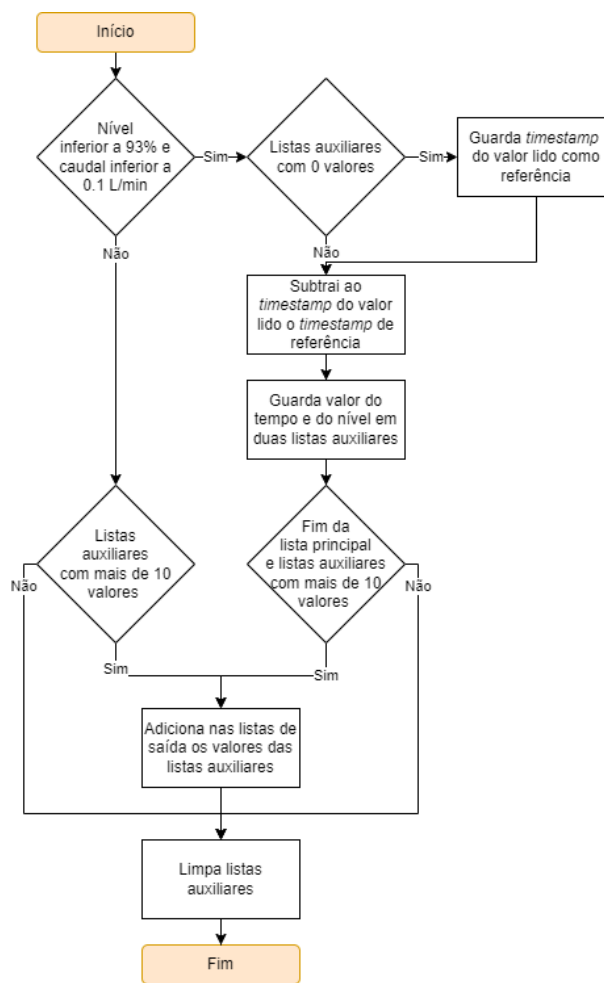 Início
Nível
inferior a 93% e
caudal inferior a
0.1 L/min
Sim
Listas auxiliares
com 0 valores
Sim
Guarda timestamp
do valor lido como
referência
Não
Não
Subtrai ao
timestamp do valor
lido o timestamp de
referência
Guarda valor do
tempo e do nível em
duas listas auxiliares
Listas
auxiliares
com mais de 10
valores
Não
Sim
Fim da
lista principal
e listas auxiliares
com mais de 10
valores
Não
Sim
Adiciona nas listas de
saída os valores das
listas auxiliares
Limpa listas
auxiliares
Fim